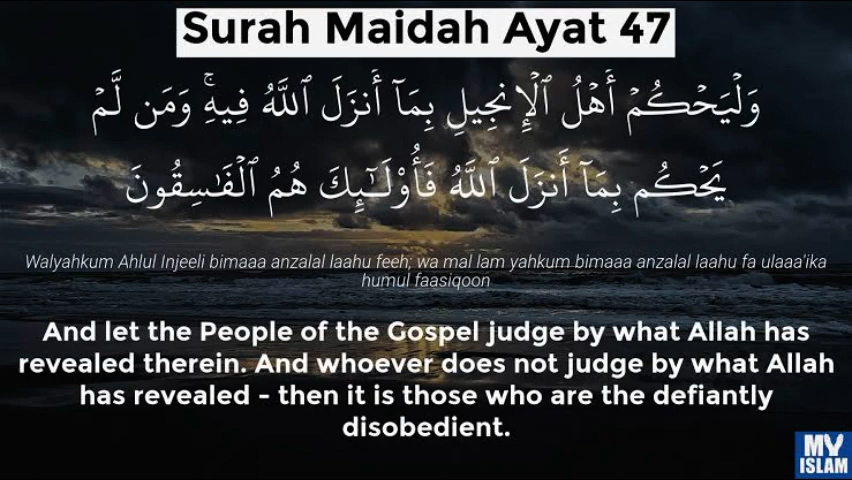 Surah Maidah Ayat 47
وَلْيَحْكُمْ أَهْلُ ٱلْإِنجِيلِ بِمَآ أَنزَلَ ٱللَّهُ فِيهِ ۚ وَمَن لَّمْ
يَحْكُم بِمَآ أَنزَلَ ٱللَّهُ فَأُو۟لَـٰٓئِكَ هُمُ ٱلْفَـٰسِقُونَ
Walyahkum Ahlul Injeeli bimaaa anzalal laahu feeh; wa mal lam yahkum bimaaa anzalal laahu fa ulaaa'ika
humul faasiqoon
And let the People of the Gospel judge by what Allah has
revealed therein. And whoever does not judge by what Allah
has revealed - then it is those who are the defiantly
disobedient.
MY
ISLAM